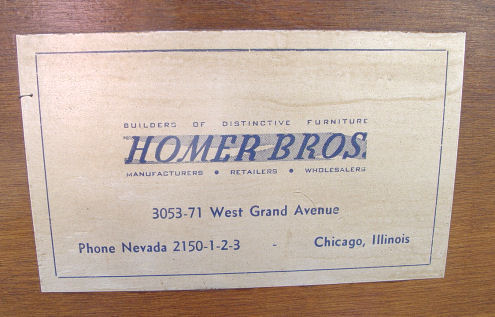 BUILDERS OF DISTINCTIVE FURNITURE
HOMER BROS.
MANUFACTURERS • RETAILERS • WHOLESALERS
3053-71 West Grand Avenue
Phone Nevada 2150-1-2-3 - Chicago, Illinois